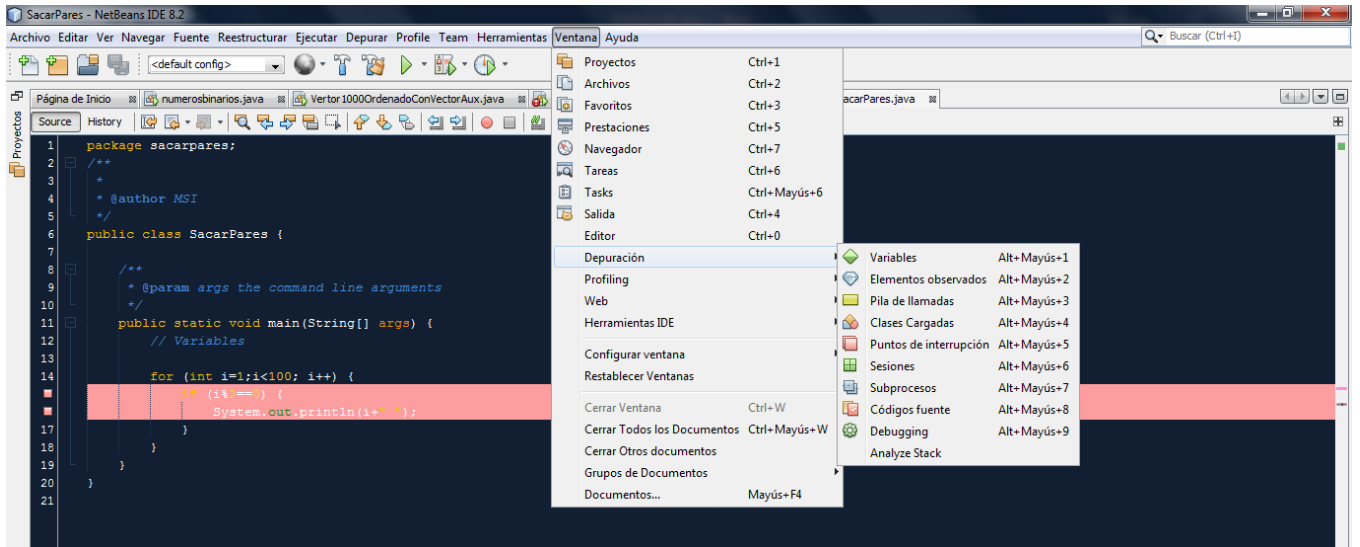 SacarPares - NetBeans IDE 8.2
Archivo Editar Ver Navegar Fuente Reestructurar Ejecutar Depurar Profile Team Herramientas Ventana Ayuda
Buscar (Ctrl+I)
<default config>
Página de Inicio numerosbinarios.java Vertor1000OrdenadoConVectorAux.java acarPares.java
Source History
Proyectos
1 package sacarpares;
2 /**
3 *
4 * @author MSI
5 */
6 public class SacarPares {
7
8 /**
9 * @param args the command line arguments
10 */
11 public static void main(String[] args) {
12 // Variables
13
14 for (int i=1;i<100; i++) {
(i%2==0) {
System.out.println(i+" ");
17 }
18 }
19 }
20 }
21
Proyectos Ctrl+1
Archivos Ctrl+2
Favoritos Ctrl+3
Prestaciones Ctrl+5
Navegador Ctrl+7
Tareas Ctrl+6
Tasks Ctrl+Mayús+6
Salida Ctrl+4
Editor Ctrl+0
Depuración
Profiling
Web
Herramientas IDE
Configurar ventana
Restablecer Ventanas
Cerrar Ventana Ctrl+W
Cerrar Todos los Documentos Ctrl+Mayús+W
Cerrar Otros documentos
Grupos de Documentos
Documentos... Mayús+F4
Variables Alt+Mayús+1
Elementos observados Alt+Mayús+2
Pila de llamadas Alt+Mayús+3
Clases Cargadas Alt+Mayús+4
Puntos de interrupción Alt+Mayús+5
Sesiones Alt+Mayús+6
Subprocesos Alt+Mayús+7
Códigos fuente Alt+Mayús+8
Debugging Alt+Mayús+9
Analyze Stack